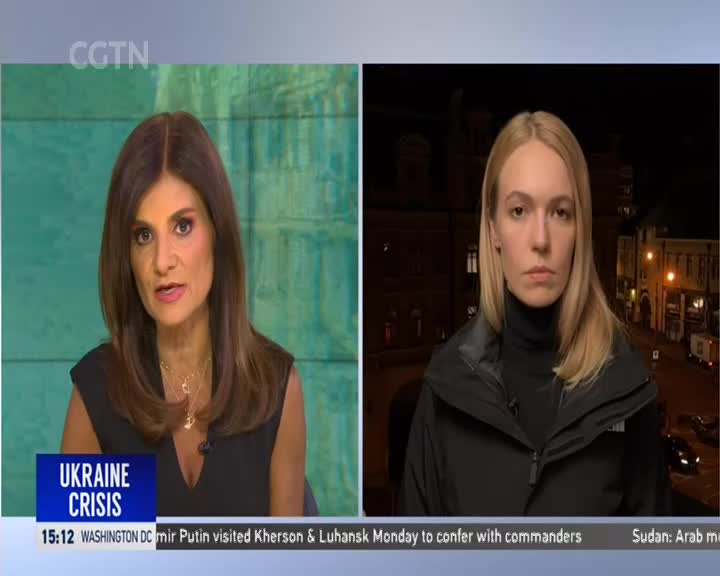 CGTN
UKRAINE
CRISIS
15:12 WASHINGTON DC mir Putin visited Kherson & Luhansk Monday to confer with commanders Sudan: Arab m